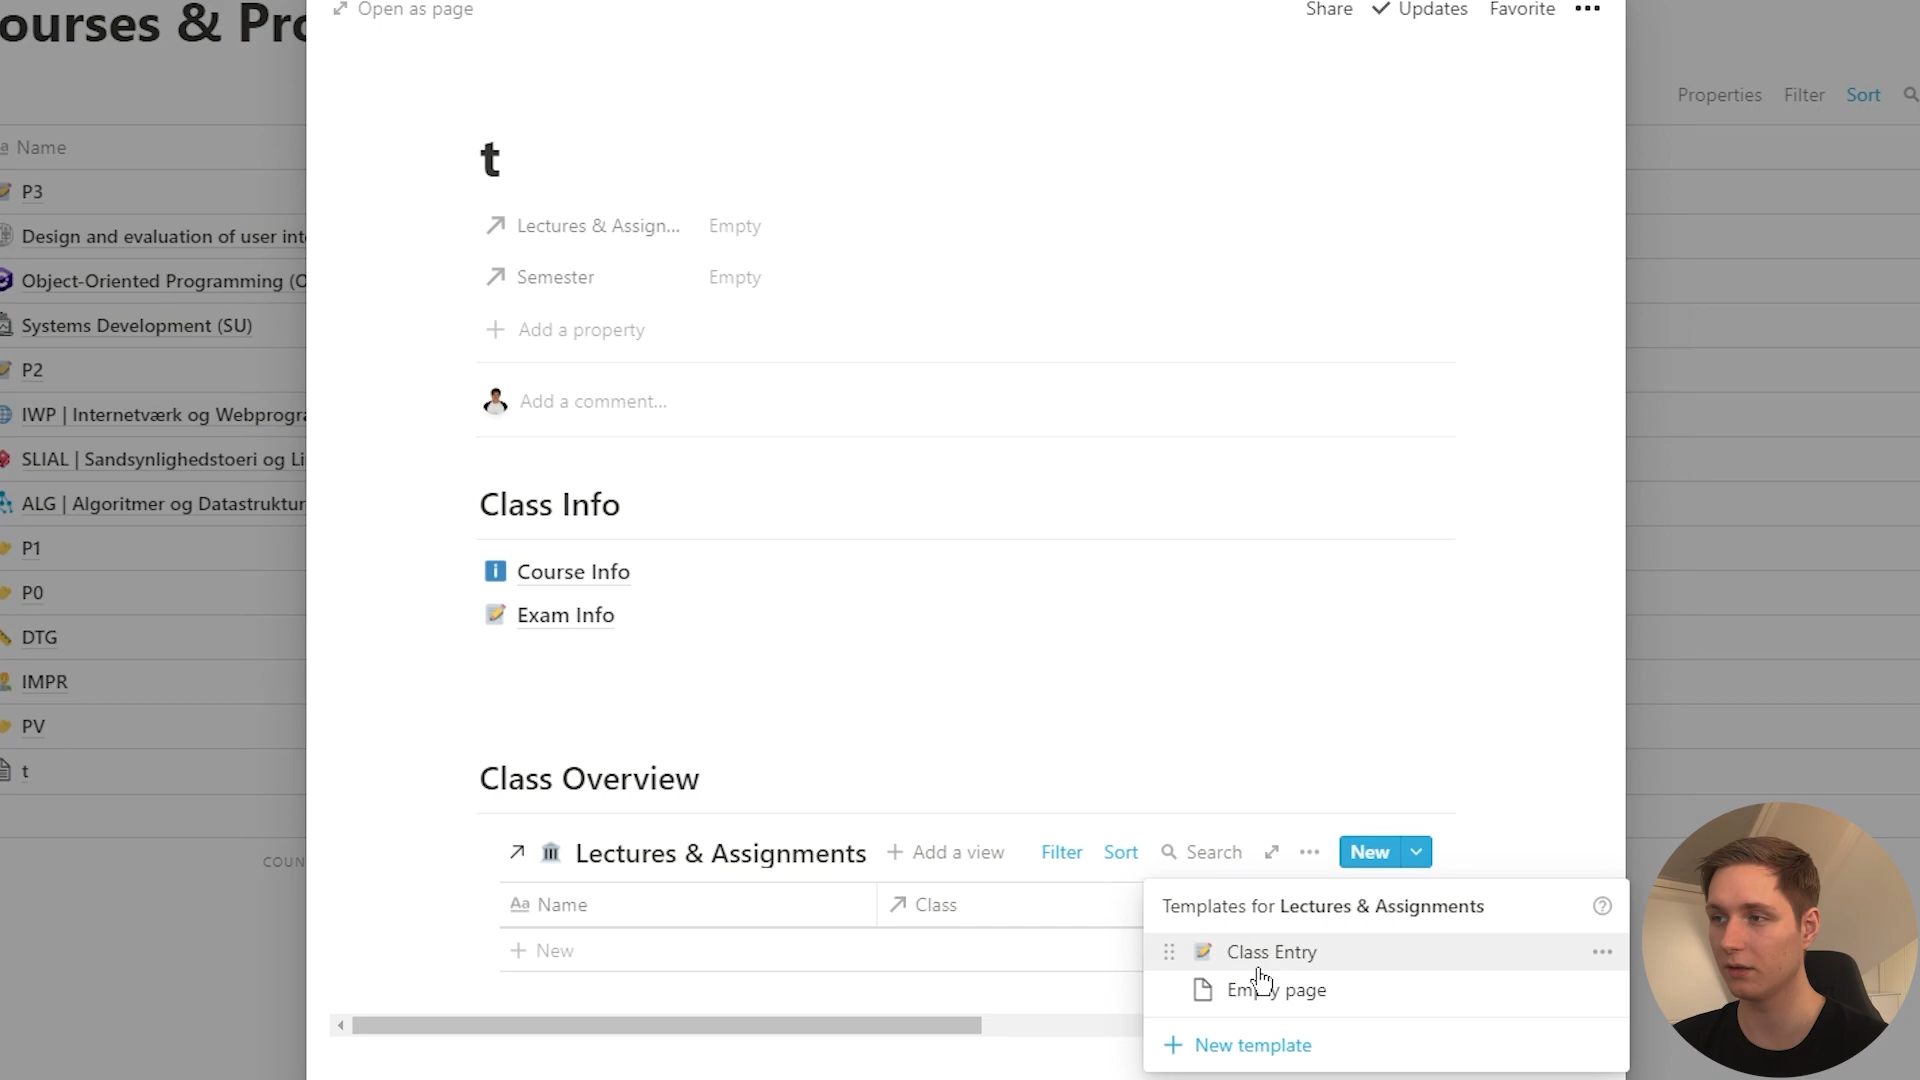 Open as page
Share
Updates
Favorite
ourses & Pro
Properties
Filter
Sort
Aa Name
P3
Design and evaluation of user inte
Object-Oriented Programming (O
Systems Development (SU)
P2
IWP | Internetværk og Webprogra
SLIAL | Sandsynlighedstoeri og Li
ALG | Algoritmer og Datastruktur
P1
P0
DTG
IMPR
PV
t
COUN
t
Lectures & Assign...
Empty
Semester
Empty
Add a property
Add a comment...
Class Info
Course Info
Exam Info
Class Overview
Lectures & Assignments
Add a view
Filter
Sort
Search
New
Aa Name
Class
New
Templates for Lectures & Assignments
Class Entry
Empty page
New template